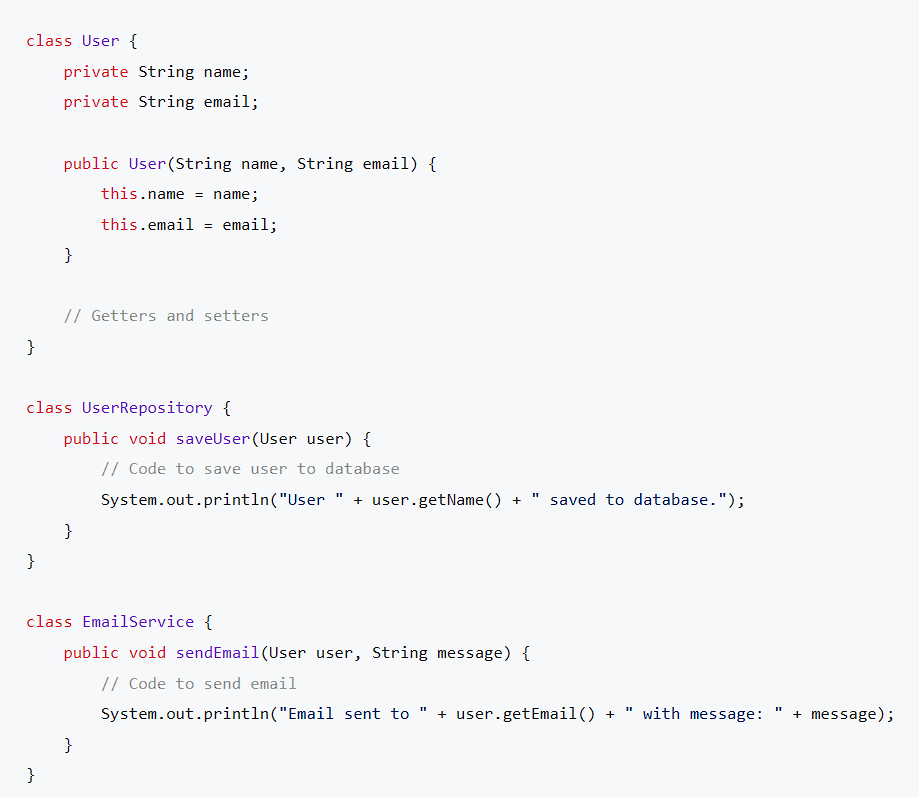 class User {
    private String name;
    private String email;

    public User(String name, String email) {
        this.name = name;
        this.email = email;
    }

    // Getters and setters
}

class UserRepository {
    public void saveUser(User user) {
        // Code to save user to database
        System.out.println("User " + user.getName() + " saved to database.");
    }
}

class EmailService {
    public void sendEmail(User user, String message) {
        // Code to send email
        System.out.println("Email sent to " + user.getEmail() + " with message: " + message);
    }
}